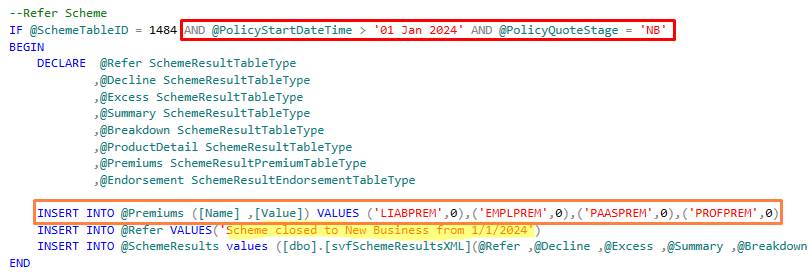 --Refer Scheme
IF @SchemeTableID = 1484 AND @PolicyStartDateTime > '01 Jan 2024' AND @PolicyQuoteStage = 'NB'
BEGIN
DECLARE @Refer SchemeResultTableType
,@Decline SchemeResultTableType
,@Excess SchemeResultTableType
,@Summary SchemeResultTableType
,@Breakdown SchemeResultTableType
,@ProductDetail SchemeResultTableType
,@Premiums SchemeResultPremiumTableType
,@Endorsement SchemeResultEndorsementTableType
INSERT INTO @Premiums ([Name] ,[Value]) VALUES ('LIABPREM',0),('EMPLPREM',0),('PAASPREM',0),('PROFPREM',0)
INSERT INTO @Refer VALUES('Scheme closed to New Business from 1/1/2024')
INSERT INTO @SchemeResults values ([dbo].[svfSchemeResultsXML](@Refer ,@Decline ,@Excess ,@Summary ,@Breakdown
END